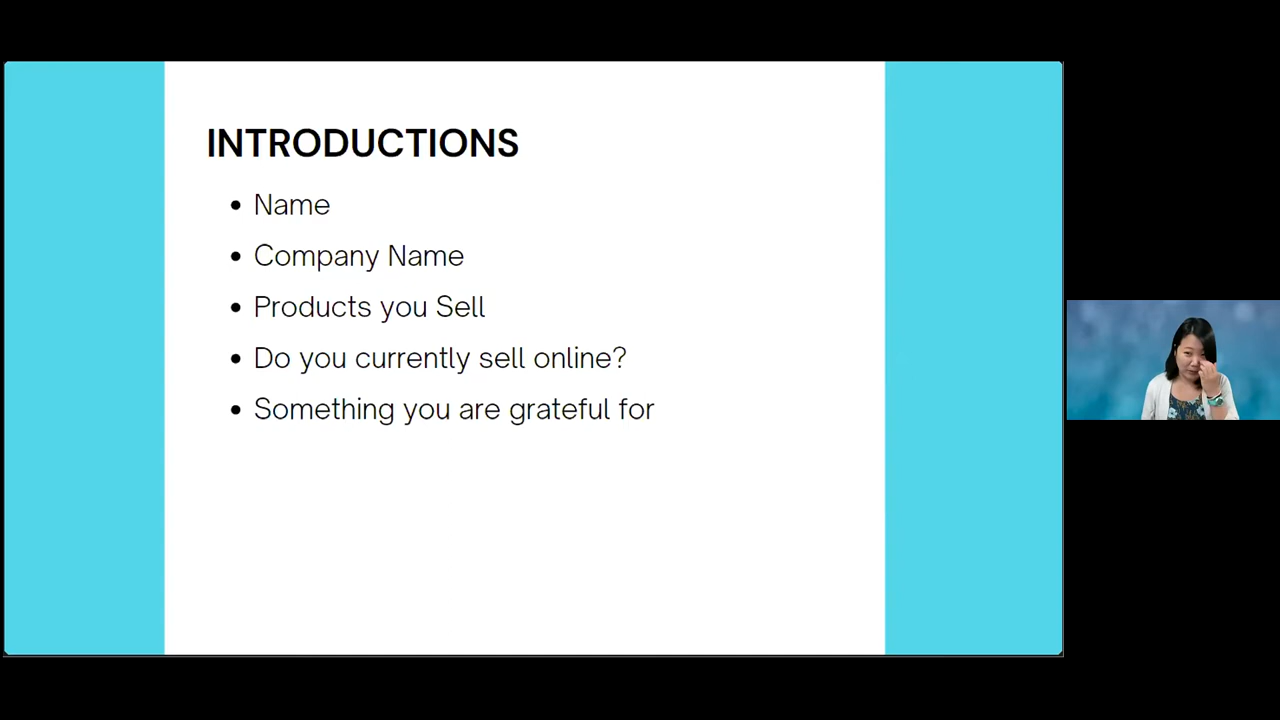 INTRODUCTIONS
• Name
• Company Name
• Products you Sell
• Do you currently sell online?
• Something you are grateful for